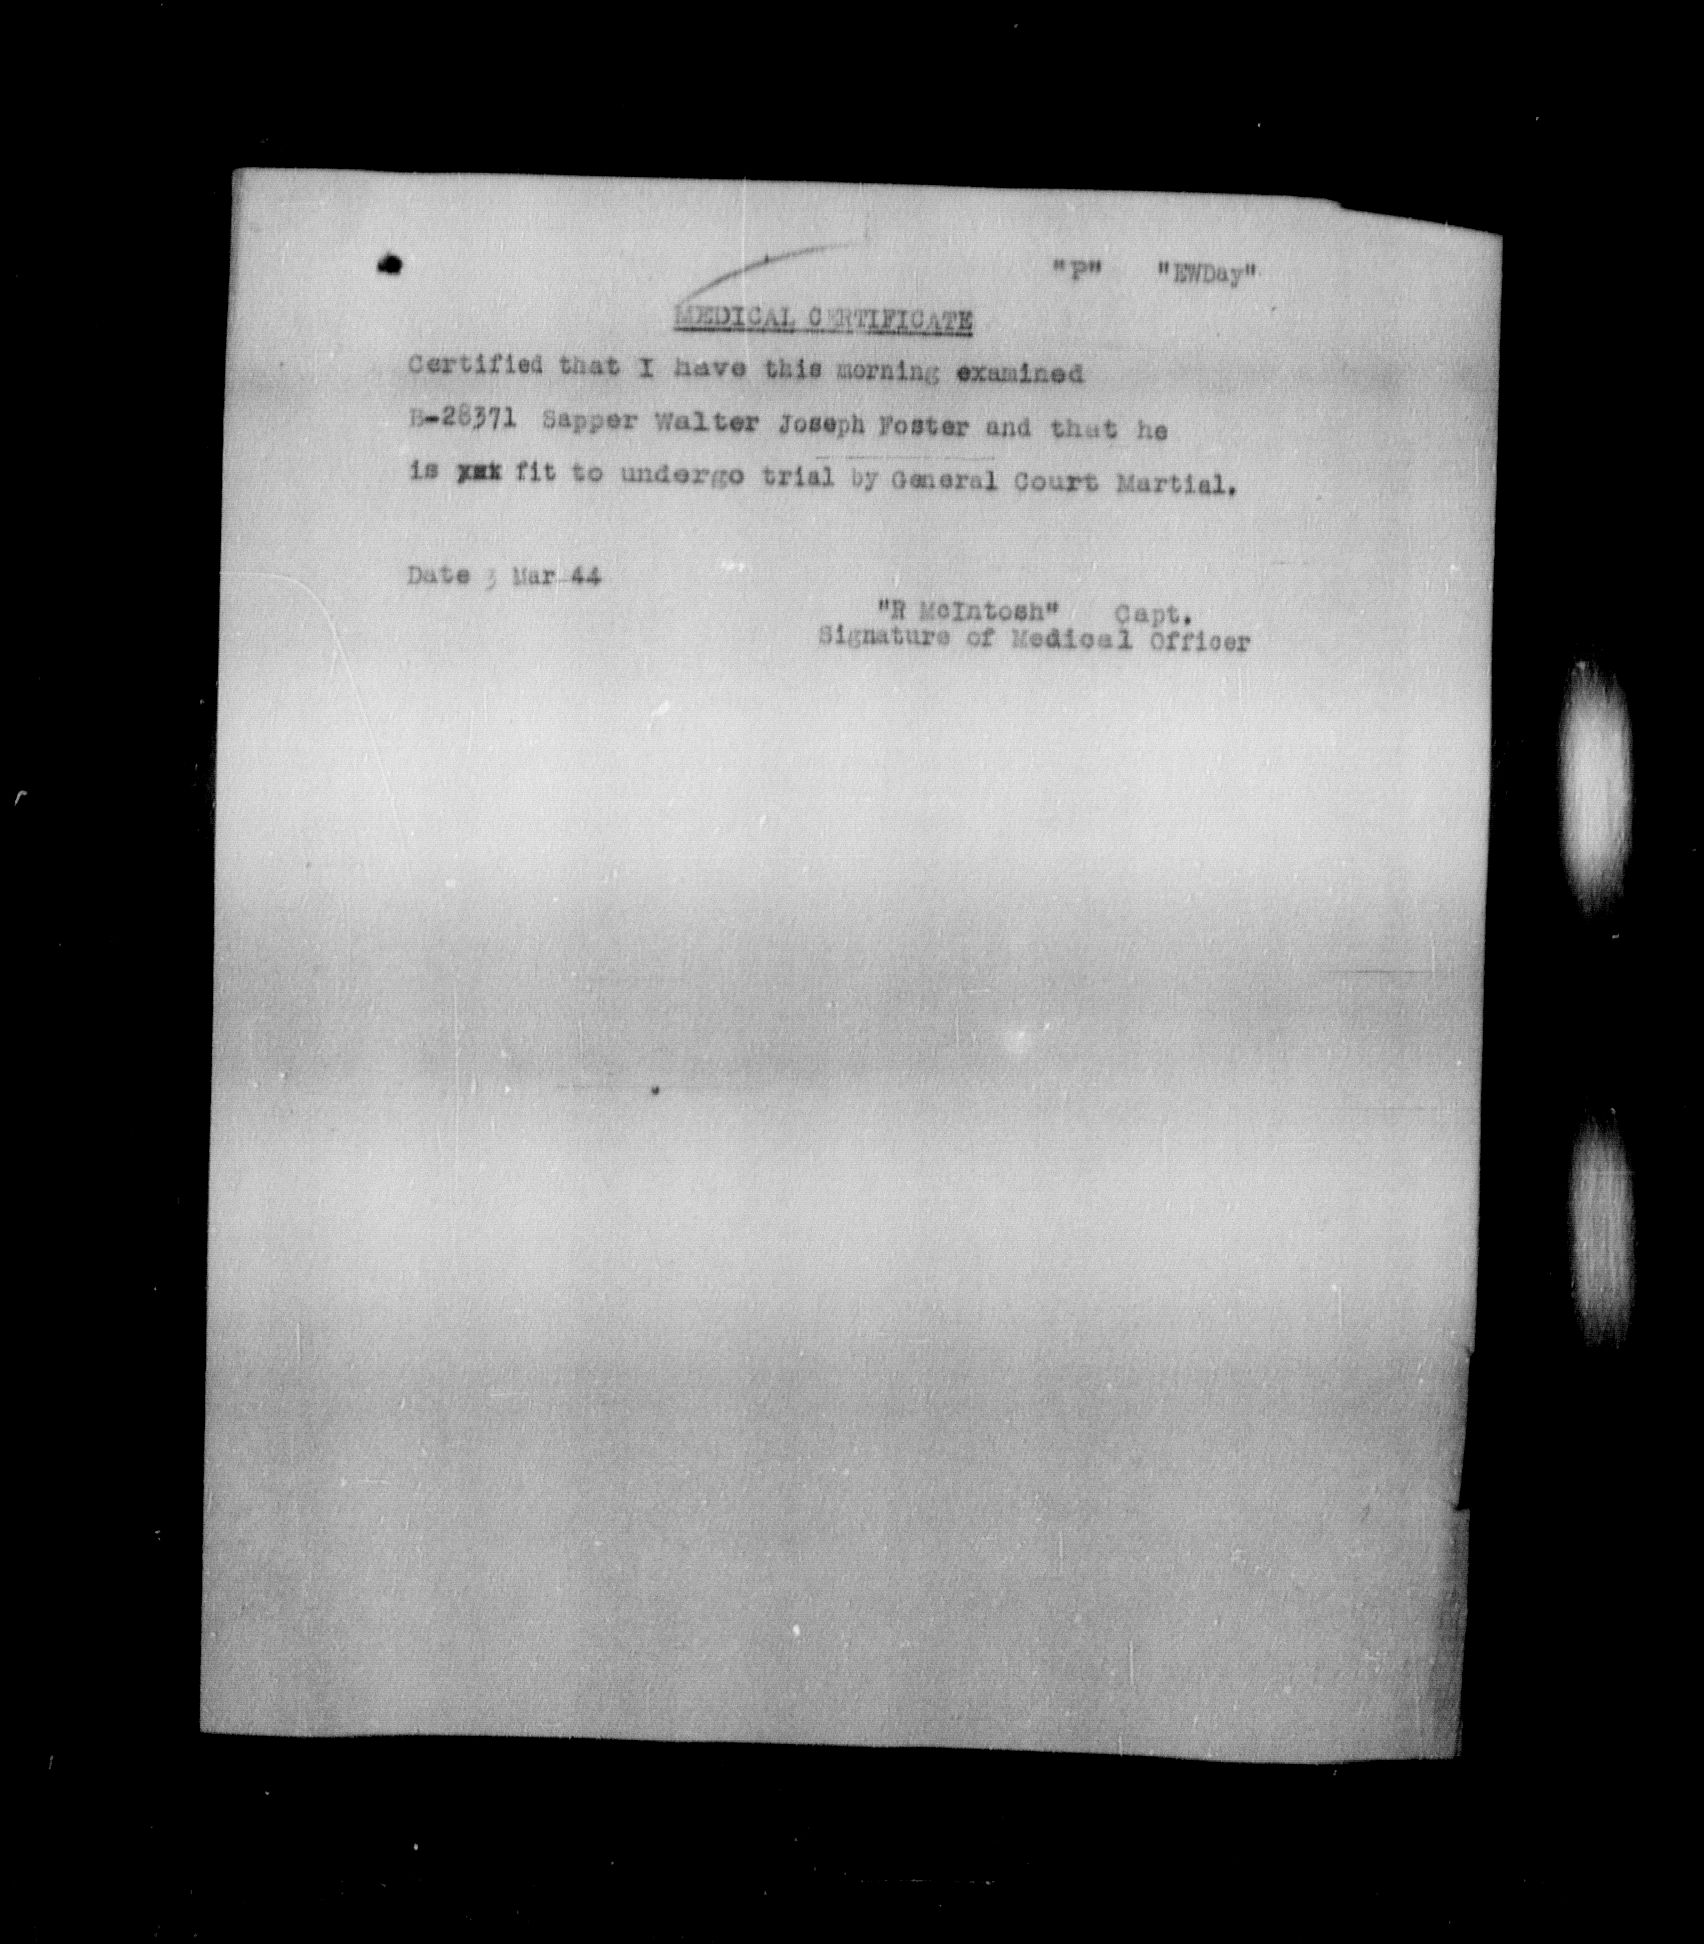 "P" "EWDay"
MEDICAL CERTIFICATE
Certified that I have this morning examined
B-28371 Sapper Walter Joseph Foster and that he
is fit to undergo trial by General Court Martial.
Date 3 Mar 44
"R McIntosh" Capt.
Signature of Medical Officer